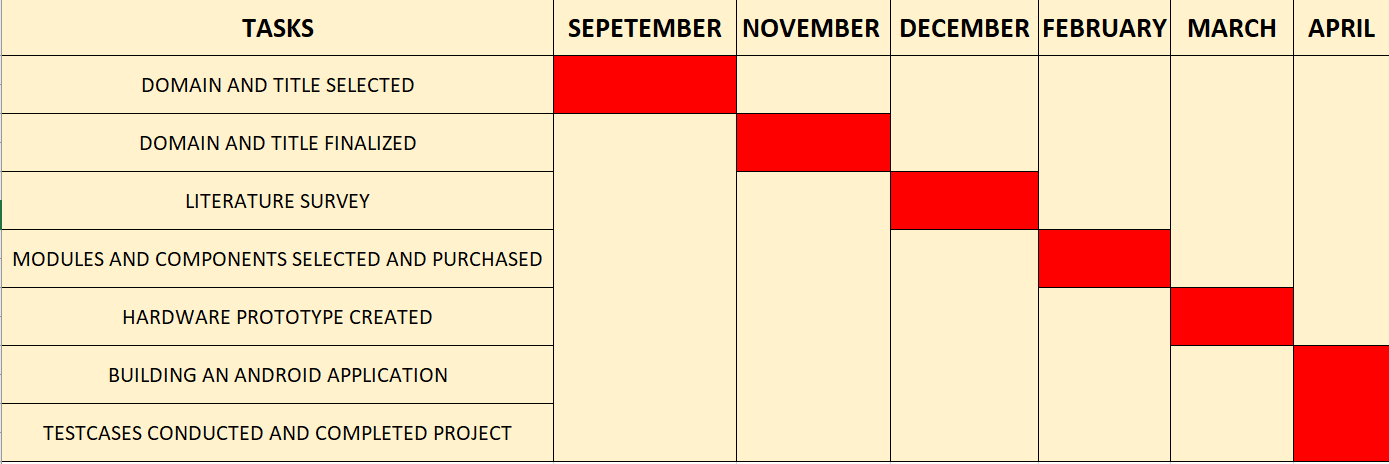 TASKS SEPETEMBER NOVEMBER DECEMBER FEBRUARY MARCH APRIL
DOMAIN AND TITLE SELECTED
DOMAIN AND TITLE FINALIZED
LITERATURE SURVEY
MODULES AND COMPONENTS SELECTED AND PURCHASED
HARDWARE PROTOTYPE CREATED
BUILDING AN ANDROID APPLICATION
TESTCASES CONDUCTED AND COMPLETED PROJECT